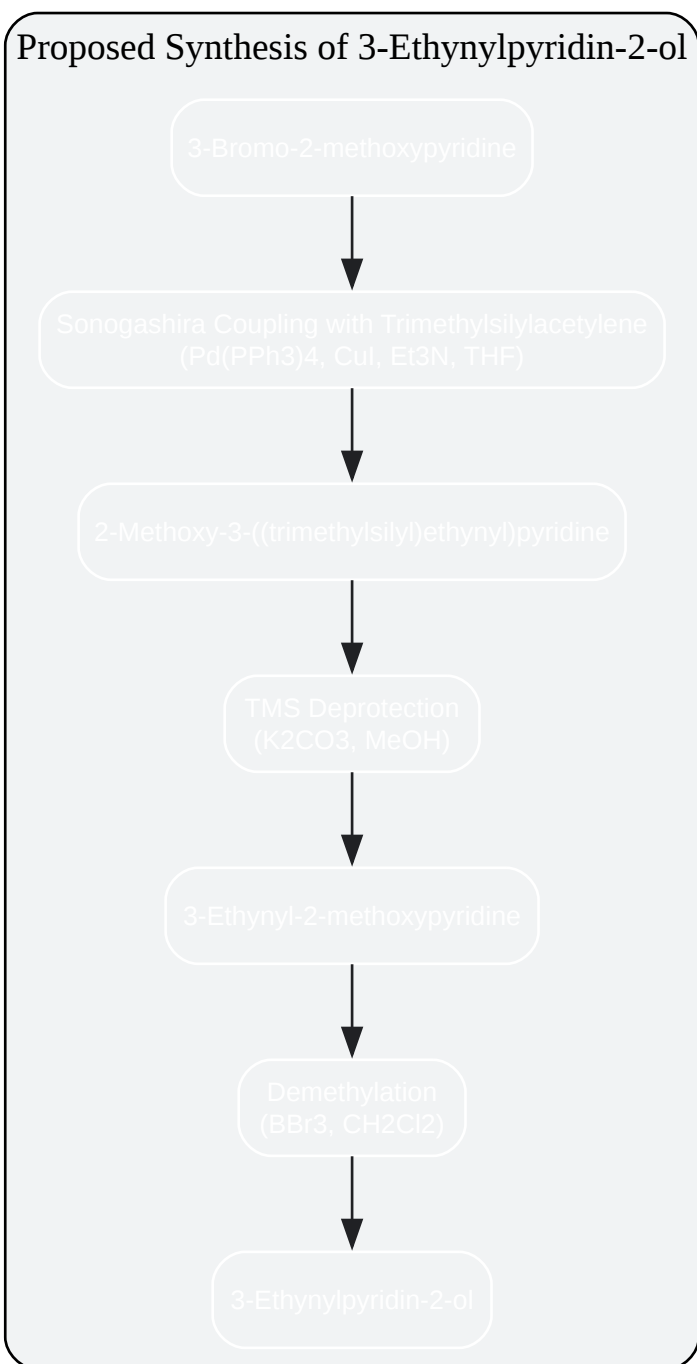 Proposed Synthesis of 3-Ethynylpyridin-2-ol
3-Bromo-2-methoxypyridine
Sonogashira Coupling with Trimethylsilylacetylene
(Pd(PPh3)4, CuI, Et3N, THF)
2-Methoxy-3-((trimethylsilyl)ethynyl)pyridine
TMS Deprotection
(K2CO3, MeOH)
3-Ethynyl-2-methoxypyridine
Demethylation
(BBr3, CH2Cl2)
3-Ethynylpyridin-2-ol